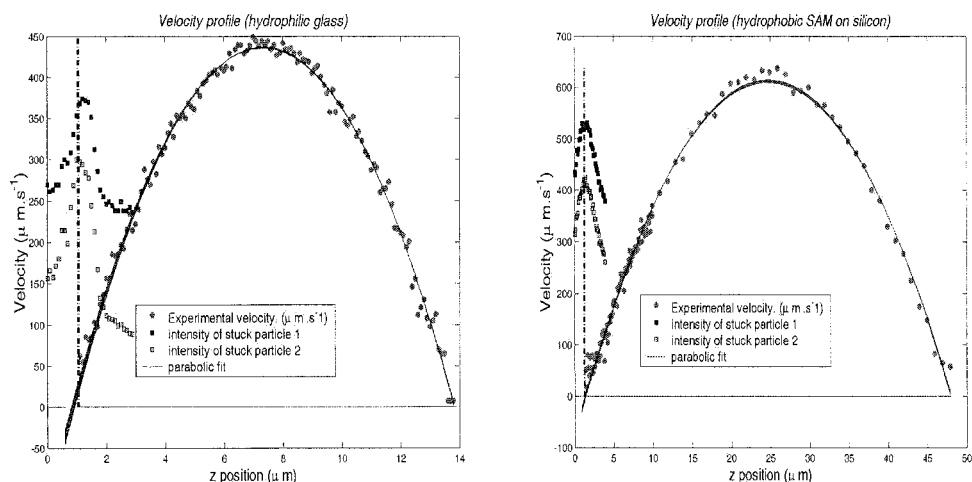 Velocity profile (hydrophilic glass)
450
400
350
300
250
200
150
100
50
0
-50
Velocity (μ m.s⁻¹)
Experimental velocity. (μ m.s¹)
intensity of stuck particle 1
intensity of stuck particle 2
parabolic fit
0 2 4 6 8 10 12 14
z position (μ m)
Velocity profile (hydrophobic SAM on silicon)
700
600
500
400
300
200
100
0
-100
Velocity (μ m.s⁻¹)
Experimental velocity. (μ m.s¹)
intensity of stuck particle 1
intensity of stuck particle 2
parabolic fit
0 5 10 15 20 25 30 35 40 45 50
z position (μ m)